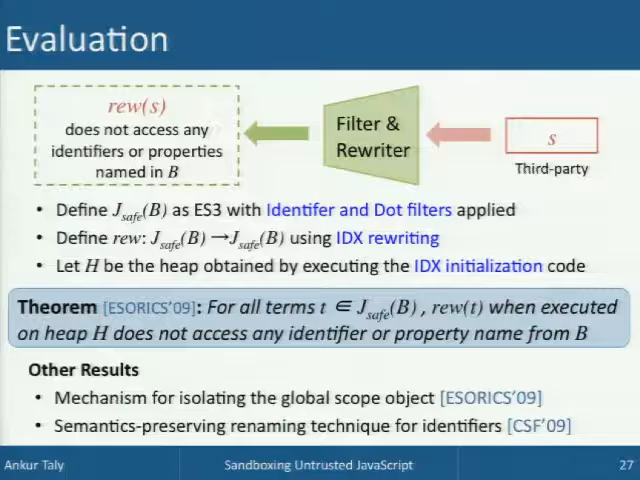 Evaluation
rew(s)
does not access any
identifiers or properties
named in B
Filter &
Rewriter
s
Third-party
• Define Jsafe(B) as ES3 with Identifer and Dot filters applied
• Define rew: Jsafe(B) →Jsafe(B) using IDX rewriting
• Let H be the heap obtained by executing the IDX initialization code
Theorem [ESORICS'09]: For all terms t ∈ Jsafe(B) , rew(t) when executed
on heap H does not access any identifier or property name from B
Other Results
• Mechanism for isolating the global scope object [ESORICS'09]
• Semantics-preserving renaming technique for identifiers [CSF'09]
Ankur Taly
Sandboxing Untrusted JavaScript
27